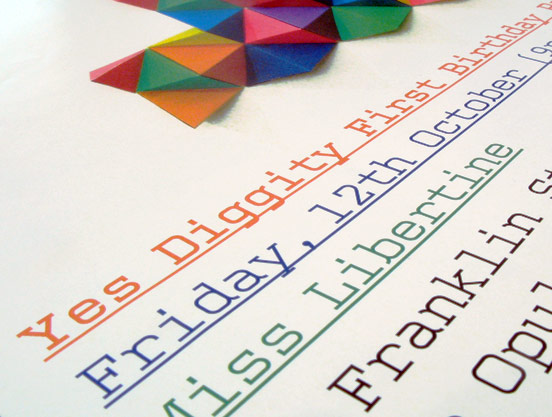 Yes Diggity First Birthday
Friday, 12th October
Miss Libertine
Franklin